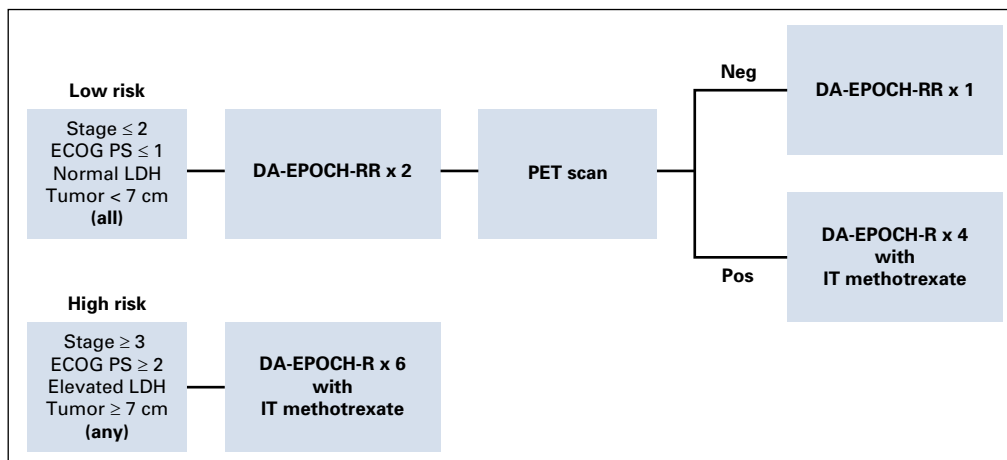 Low risk
Stage ≤ 2
ECOG PS ≤ 1
Normal LDH
Tumor < 7 cm
(all)
DA-EPOCH-RR x 2
PET scan
Neg
DA-EPOCH-RR x 1
Pos
DA-EPOCH-R x 4
with
IT methotrexate
High risk
Stage ≥ 3
ECOG PS ≥ 2
Elevated LDH
Tumor ≥ 7 cm
(any)
DA-EPOCH-R x 6
with
IT methotrexate